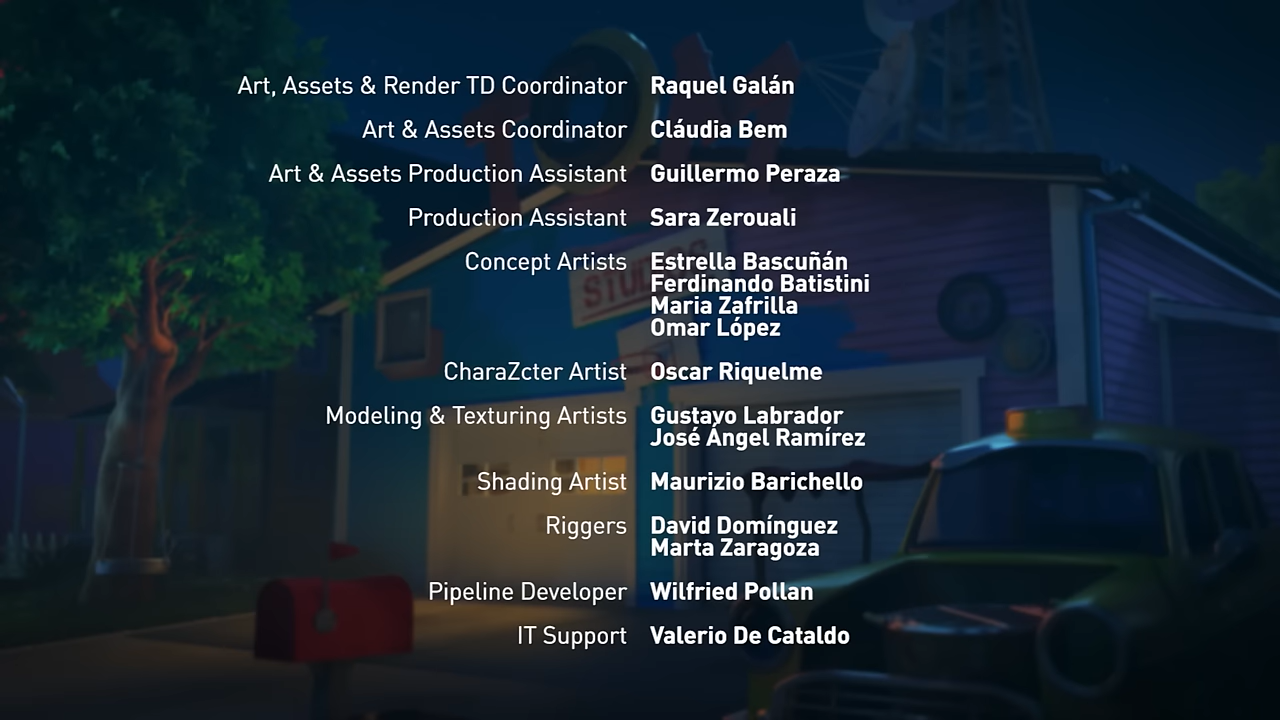 Art, Assets & Render TD Coordinator Raquel Galán
Art & Assets Coordinator Cláudia Bem
Art & Assets Production Assistant Guillermo Peraza
Production Assistant Sara Zerouali
Concept Artists Estrella Bascuñán
Ferdinando Batistini
Maria Zafrilla
Omar López
CharaZcter Artist Oscar Riquelme
Modeling & Texturing Artists Gustavo Labrador
José Ángel Ramírez
Shading Artist Maurizio Barichello
Riggers David Domínguez
Marta Zaragoza
Pipeline Developer Wilfried Pollan
IT Support Valerio De Cataldo